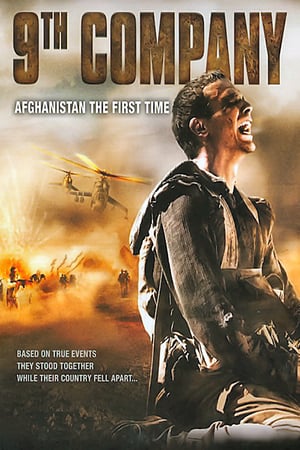 9TH COMPANY
AFGHANISTAN THE FIRST TIME
BASED ON TRUE EVENTS
THEY STOOD TOGETHER
WHILE THEIR COUNTRY FELL APART...